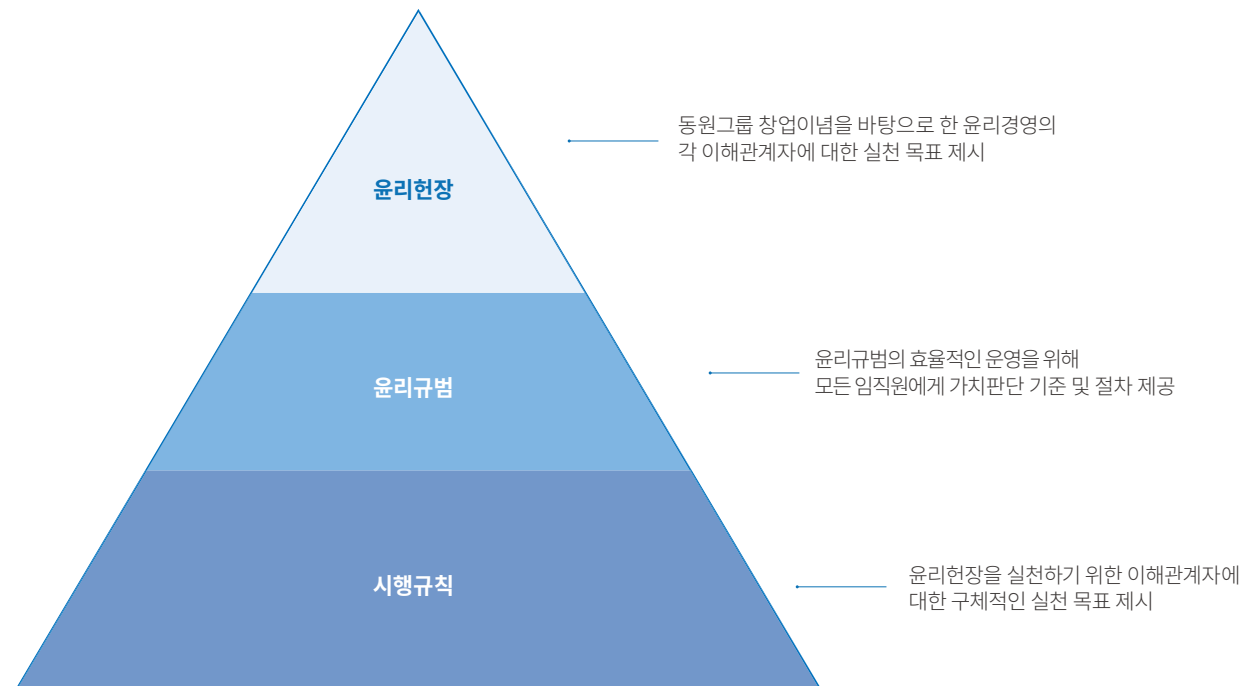 동원그룹 창업이념을 바탕으로 한 윤리경영의
각 이해관계자에 대한 실천 목표 제시
윤리헌장
윤리규범의 효율적인 운영을 위해
모든 임직원에게 가치판단 기준 및 절차 제공
윤리규범
윤리헌장을 실천하기 위한 이해관계자에
대한 구체적인 실천 목표 제시
시행규칙